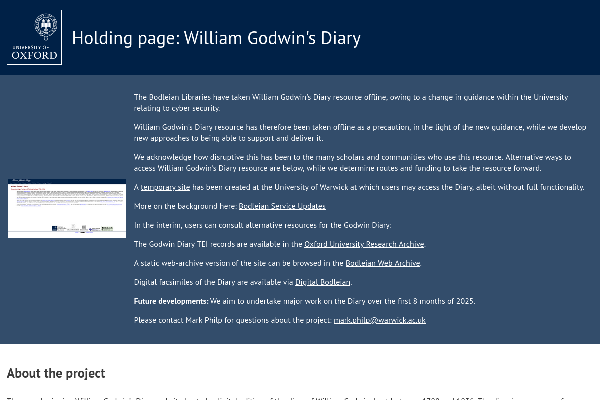 UNIVERSITY OF
OXFORD
Holding page: William Godwin's Diary
The Bodleian Libraries have taken William Godwin's Diary resource offline, owing to a change in guidance within the University
relating to cyber security.
William Godwin's Diary resource has therefore been taken offline as a precaution, in the light of the new guidance, while we develop
new approaches to being able to support and deliver it.
We acknowledge how disruptive this has been to the many scholars and communities who use this resource. Alternative ways to
access William Godwin's Diary resource are below, while we determine routes and funding to take the resource forward.
A temporary site has been created at the University of Warwick at which users may access the Diary, albeit without full functionality.
More on the background here: Bodleian Service Updates
In the interim, users can consult alternative resources for the Godwin Diary:
The Godwin Diary TEI records are available in the Oxford University Research Archive.
A static web-archive version of the site can be browsed in the Bodleian Web Archive.
Digital facsimiles of the Diary are available via Digital Bodleian.
Future developments: We aim to undertake major work on the Diary over the first 8 months of 2025.
Please contact Mark Philp for questions about the project: mark.philp@warwick.ac.uk
About the project